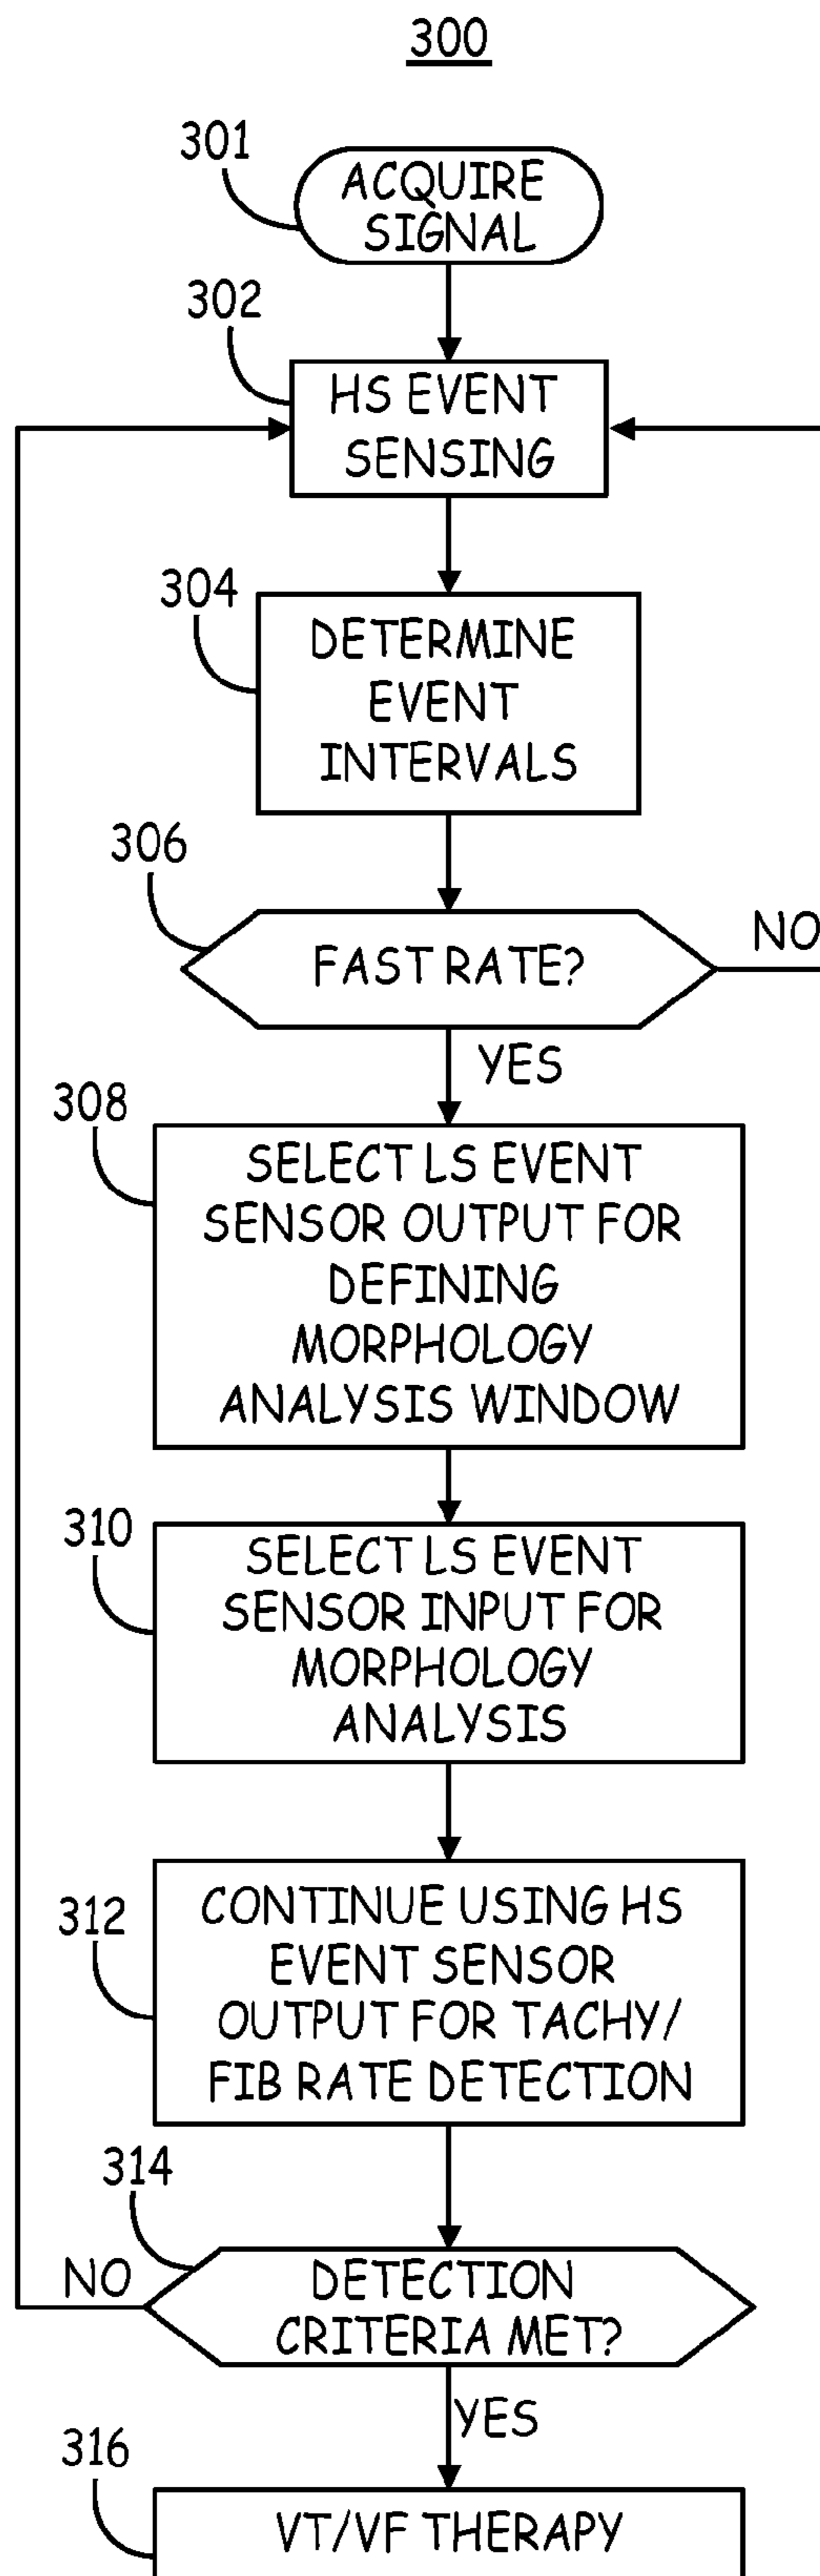 300
301
ACQUIRE
SIGNAL
302
HS EVENT
SENSING
304
DETERMINE
EVENT
INTERVALS
306
FAST RATE?
NO
YES
308
SELECT LS EVENT
SENSOR OUTPUT FOR
DEFINING
MORPHOLOGY
ANALYSIS WINDOW
310
SELECT LS EVENT
SENSOR INPUT FOR
MORPHOLOGY
ANALYSIS
312
CONTINUE USING HS
EVENT SENSOR
OUTPUT FOR TACHY/
FIB RATE DETECTION
314
NO
DETECTION
CRITERIA MET?
YES
316
VT/VF THERAPY